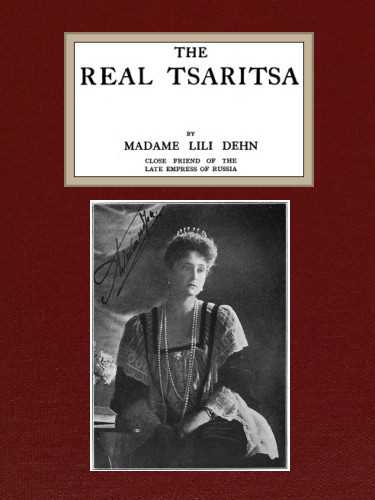 THE
REAL TSARITSA
BY
MADAME LILI DEHN
CLOSE FRIEND OF THE
LATE EMPRESS OF RUSSIA